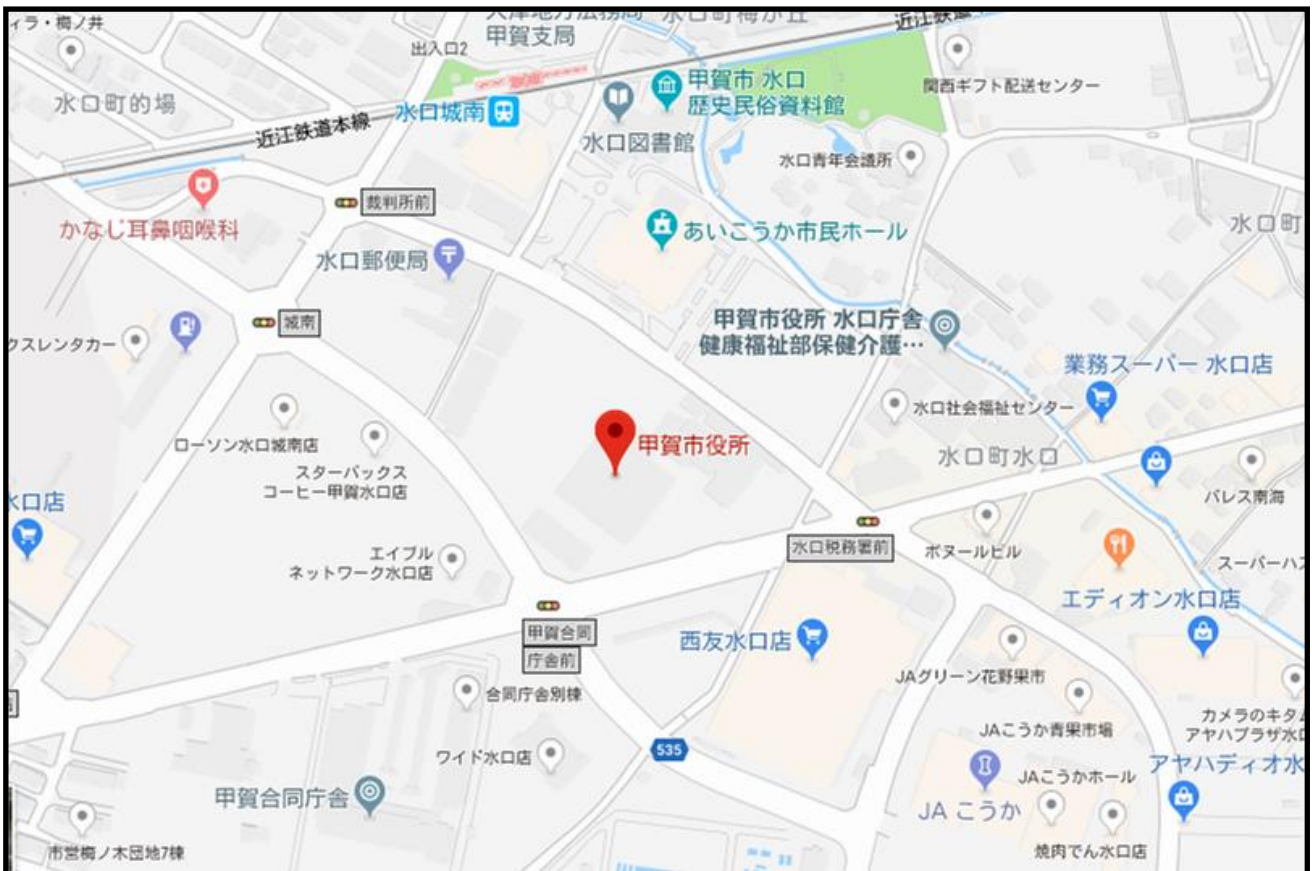 ィラ・梅ノ井
大津地方法務局
甲賀支局
水口町梅が丘
近江鉄
出入口2
水口町的場
近江鉄道本線
水口城南
水口図書館
甲賀市 水口
歴史民俗資料館
関西ギフト配送センター
水口青年会議所
かなじ耳鼻咽喉科
裁判所前
水口郵便局
あいこうか市民ホール
水口町
城南
クスレンタカー
甲賀市役所 水口庁舎
健康福祉部保健介護…
業務スーパー 水口店
水口社会福祉センター
ローソン水口城南店
スターバックス
コーヒー甲賀水口店
甲賀市役所
水口町水口
パレス南海
水口店
エイブル
ネットワーク水口店
水口税務署前
ボヌールビル
スーパーハ
エディオン水口店
甲賀合同
庁舎前
西友水口店
合同庁舎別棟
JAグリーン花野果市
JAこうか青果市場
カメラのキタ
アヤハプラザ水口
ワイド水口店
535
甲賀合同庁舎
JA こうか
JAこうかホール
アヤハディオ水
市営梅ノ木団地7棟
焼肉でん水口店